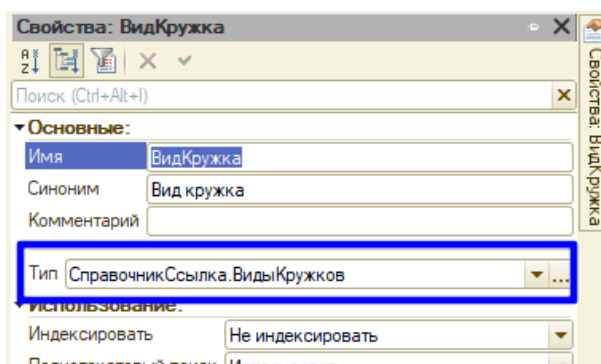 Свойства: ВидКружка
Поиск (Ctrl+Alt+I)
Основные:
Имя ВидКружка
Синоним Вид кружка
Комментарий
Тип СправочникСсылка.ВидыКружков ...
Использование:
Индексировать Не индексировать
Свойства: ВидКружка